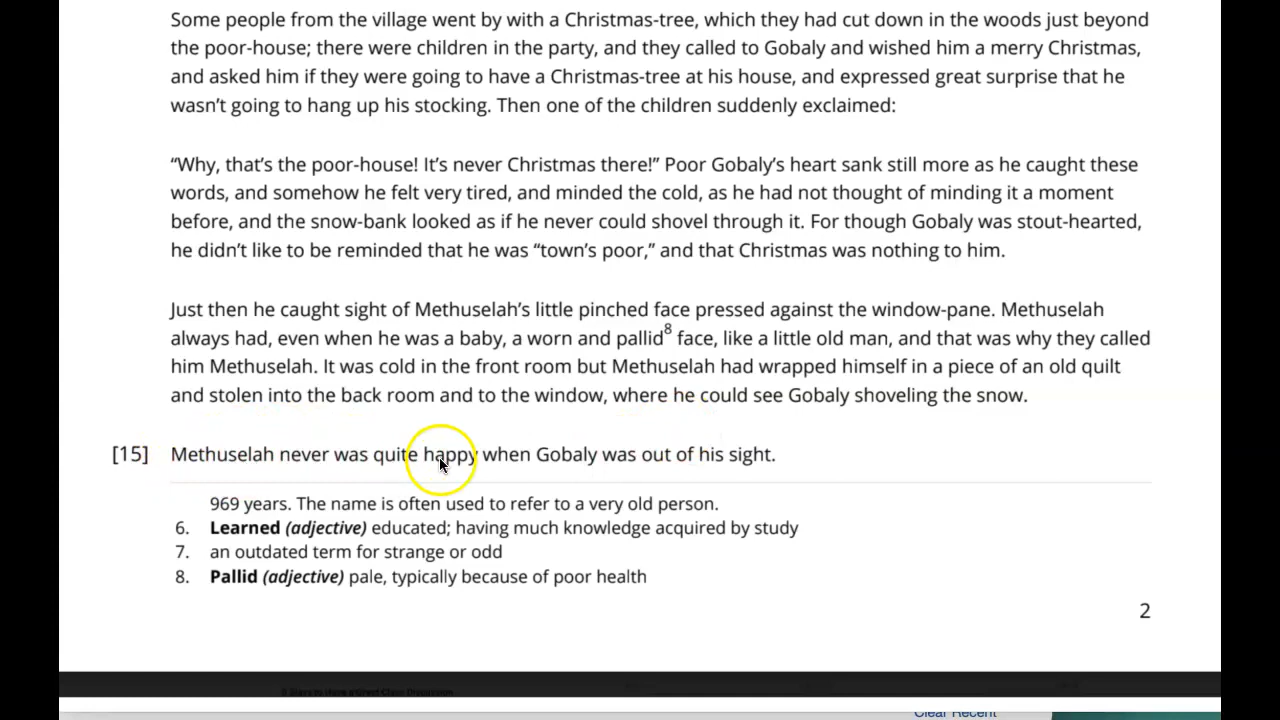 Some people from the village went by with a Christmas-tree, which they had cut down in the woods just beyond
the poor-house; there were children in the party, and they called to Gobaly and wished him a merry Christmas,
and asked him if they were going to have a Christmas-tree at his house, and expressed great surprise that he
wasn’t going to hang up his stocking. Then one of the children suddenly exclaimed:
“Why, that’s the poor-house! It’s never Christmas there!” Poor Gobaly’s heart sank still more as he caught these
words, and somehow he felt very tired, and minded the cold, as he had not thought of minding it a moment
before, and the snow-bank looked as if he never could shovel through it. For though Gobaly was stout-hearted,
he didn’t like to be reminded that he was “town’s poor,” and that Christmas was nothing to him.
Just then he caught sight of Methuselah’s little pinched face pressed against the window-pane. Methuselah
always had, even when he was a baby, a worn and pallid8 face, like a little old man, and that was why they called
him Methuselah. It was cold in the front room but Methuselah had wrapped himself in a piece of an old quilt
and stolen into the back room and to the window, where he could see Gobaly shoveling the snow.
[15] Methuselah never was quite happy when Gobaly was out of his sight.
969 years. The name is often used to refer to a very old person.
6. Learned (adjective) educated; having much knowledge acquired by study
7. an outdated term for strange or odd
8. Pallid (adjective) pale, typically because of poor health
2
Clear Recent